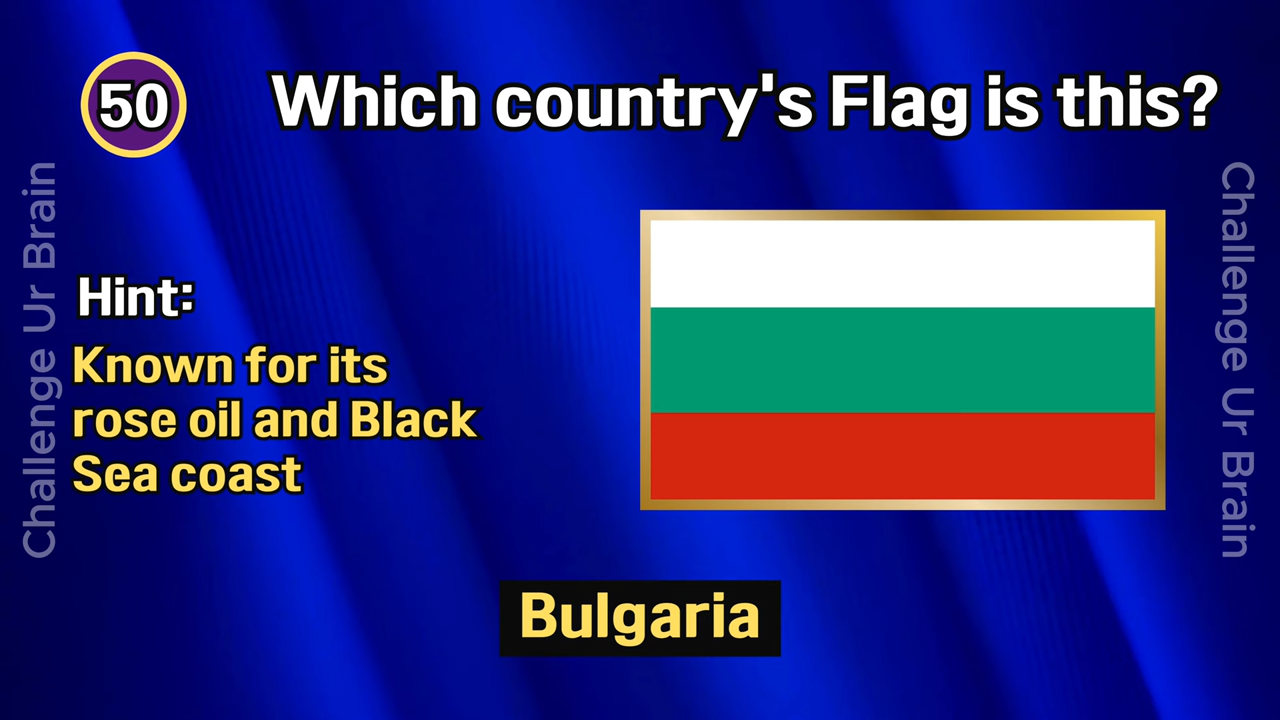 50
Which country's Flag is this?
Challenge Ur Brain
Challenge Ur Brain
Hint:
Known for its
rose oil and Black
Sea coast
Bulgaria